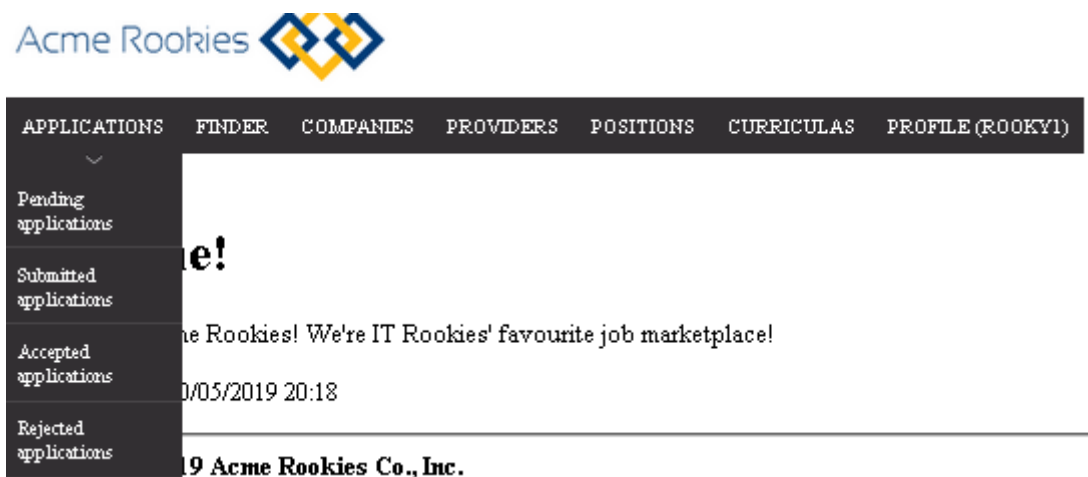 Acme Rookies
APPLICATIONS FINDER COMPANIES PROVIDERS POSITIONS CURRICULAS PROFILE (ROOKY1)
Pending
applications
e!
Submitted
applications
e Rookies! We're IT Rookies' favourite job marketplace!
Accepted
applications
/05/2019 20:18
Rejected
applications
19 Acme Rookies Co., Inc.